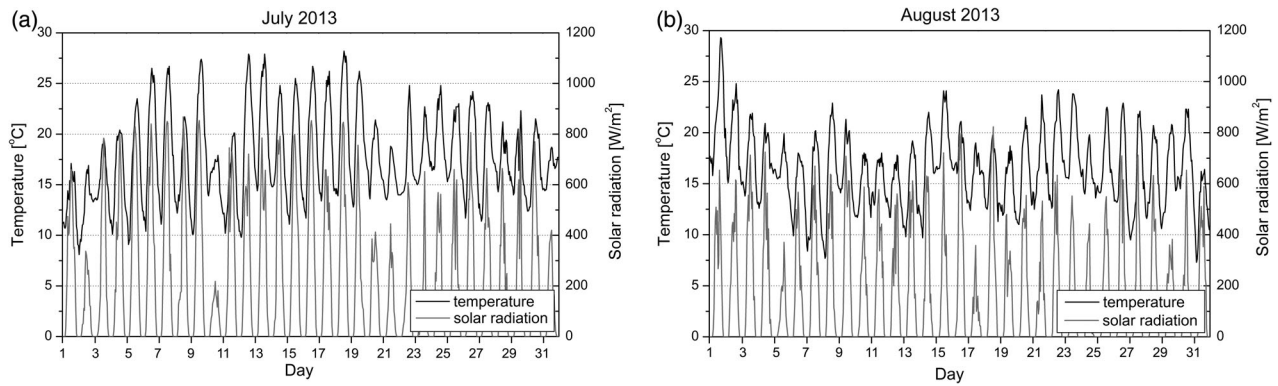 (a)
July 2013
30
25
20
15
10
5
0
Temperature [°C]
1200
1000
800
600
400
200
0
Solar radiation [W/m²]
temperature
solar radiation
1 3 5 7 9 11 13 15 17 19 21 23 25 27 29 31
Day
(b)
August 2013
30
25
20
15
10
5
0
Temperature [°C]
1200
1000
800
600
400
200
0
Solar radiation [W/m²]
temperature
solar radiation
1 3 5 7 9 11 13 15 17 19 21 23 25 27 29 31
Day